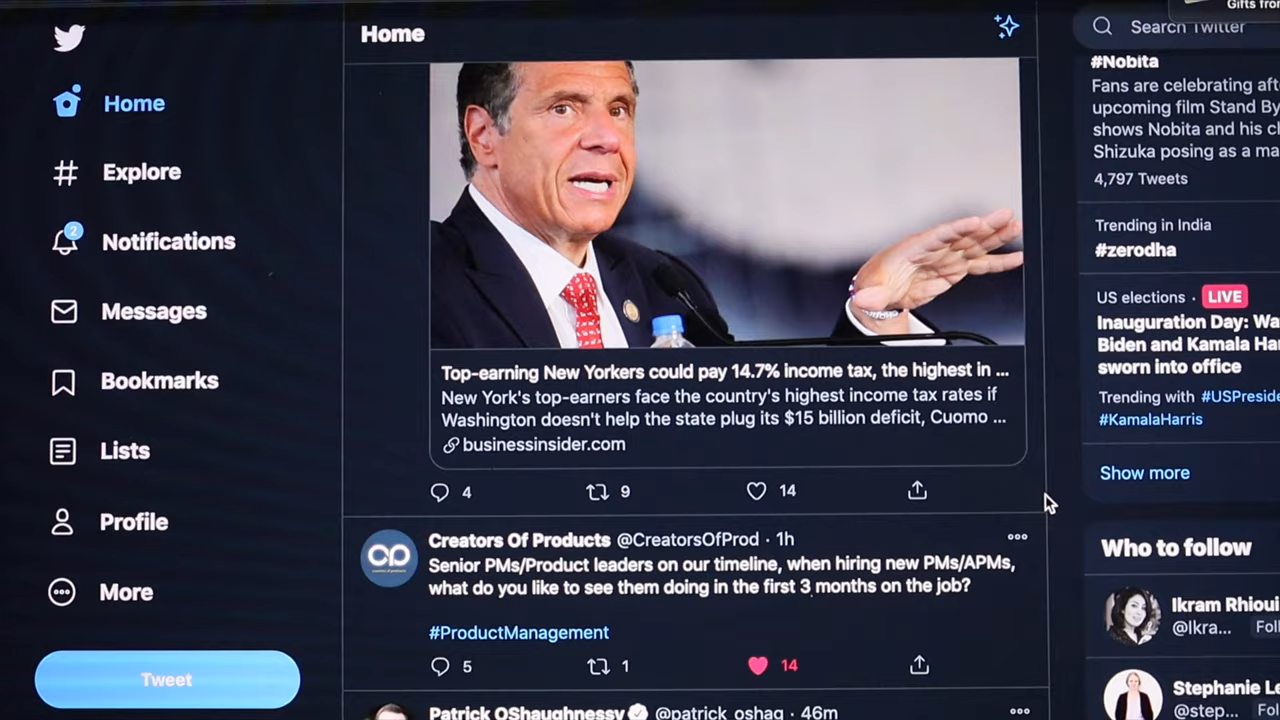 Gifts fro
Home
Search Twitter
Home
Explore
2
Notifications
Messages
Bookmarks
Lists
Profile
More
Tweet
Top-earning New Yorkers could pay 14.7% income tax, the highest in ...
New York's top-earners face the country's highest income tax rates if
Washington doesn't help the state plug its $15 billion deficit, Cuomo ...
businessinsider.com
4 9 14
Creators Of Products @CreatorsOfProd · 1h
Senior PMs/Product leaders on our timeline, when hiring new PMs/APMs,
what do you like to see them doing in the first 3 months on the job?
#ProductManagement
5 1 14
Patrick OShaughnessy @patrick_oshag · 46m
#Nobita
Fans are celebrating aft
upcoming film Stand By
shows Nobita and his cl
Shizuka posing as a ma
4,797 Tweets
Trending in India
#zerodha
US elections · LIVE
Inauguration Day: Wa
Biden and Kamala Har
sworn into office
Trending with #USPreside
#KamalaHarris
Show more
Who to follow
Ikram Rhioui
@Ikra... Foll
Stephanie Le
@step... Foll